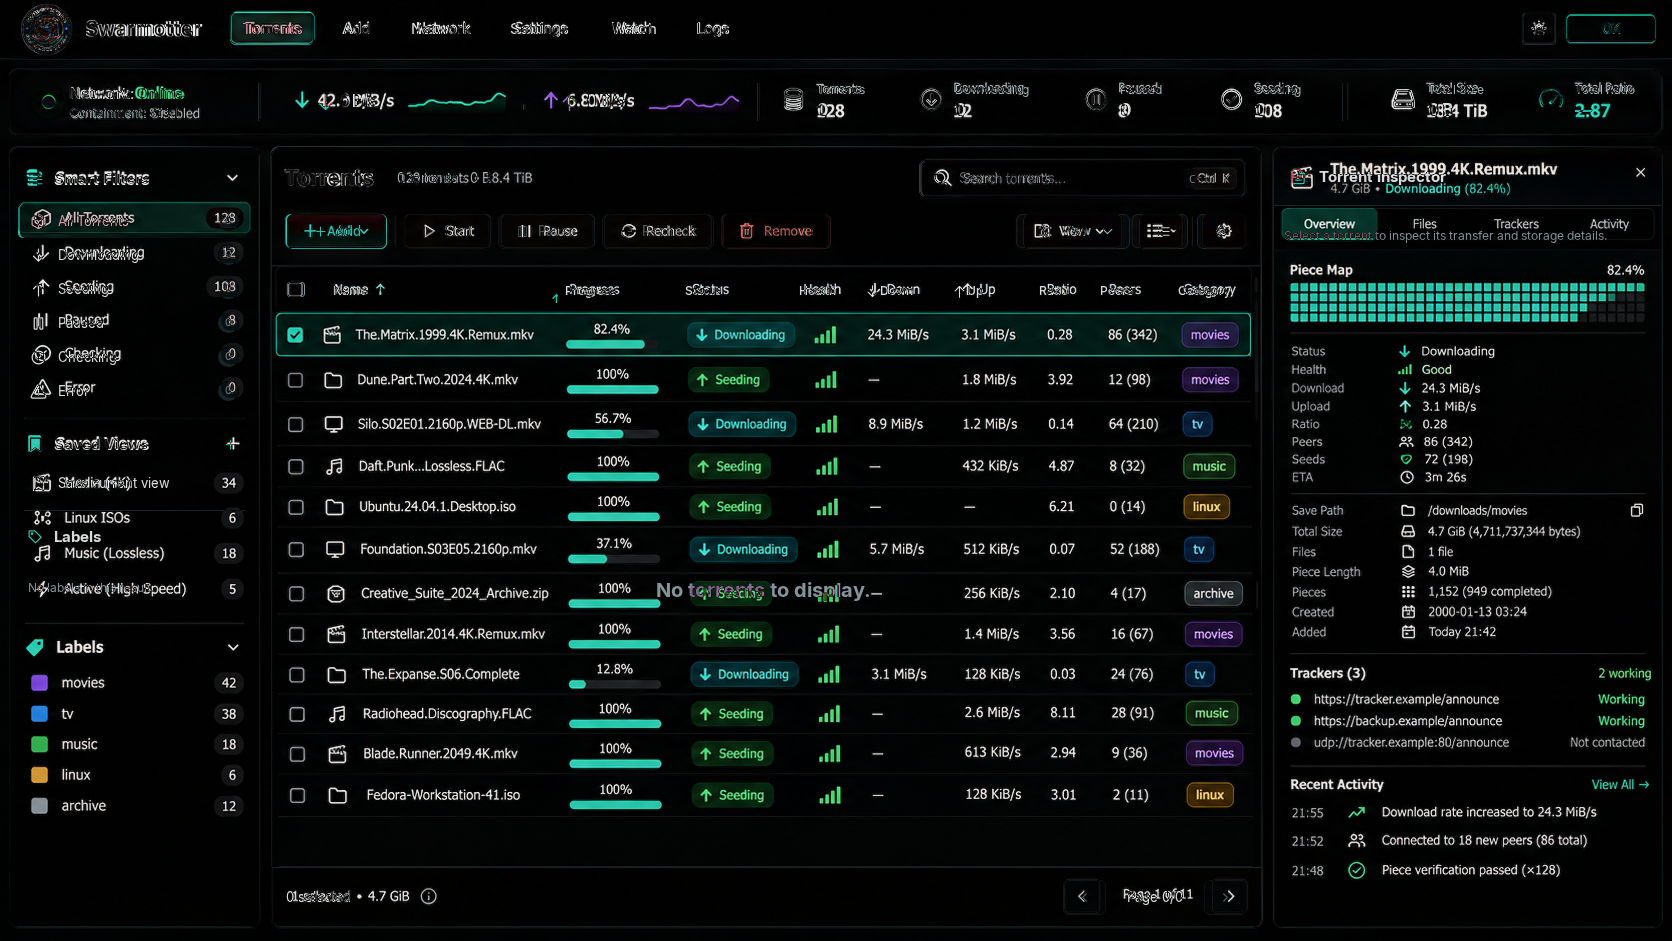 Swarmotter
Torrents
Add
Network
Settings
Watch
Logs
Network: Online
Containment: Disabled
Torrents
Downloading
12
Paused
Seeding
Total Size
TiB
Total Ratio
2.87
Smart Filters
All Torrents
128
Downloading
12
Seeding
108
Paused
8
Checking
0
Error
0
Saved Views
34
Linux ISOs
6
Labels
Music (Lossless)
18
Active (High Speed)
5
Labels
movies
42
tv
38
music
18
linux
6
archive
12
Torrents
8.4 TiB
Search torrents...
Ctrl K
+ Add
Start
Pause
Recheck
Remove
View
Name ↑
Progress
Status
Health
Down
Up
Ratio
Peers
Category
The.Matrix.1999.4K.Remux.mkv 82.4% ↓ Downloading 24.3 MiB/s 3.1 MiB/s 0.28 86 (342) movies
Dune.Part.Two.2024.4K.mkv 100% ↑ Seeding — 1.8 MiB/s 3.92 12 (98) movies
Silo.S02E01.2160p.WEB-DL.mkv 56.7% ↓ Downloading 8.9 MiB/s 1.2 MiB/s 0.14 64 (210) tv
Daft.Punk...Lossless.FLAC 100% ↑ Seeding — 432 KiB/s 4.87 8 (32) music
Ubuntu.24.04.1.Desktop.iso 100% ↑ Seeding — — 6.21 0 (14) linux
Foundation.S03E05.2160p.mkv 37.1% ↓ Downloading 5.7 MiB/s 512 KiB/s 0.07 52 (188) tv
Creative_Suite_2024_Archive.zip 100% ↑ Seeding — 256 KiB/s 2.10 4 (17) archive
No torrents to display.
Interstellar.2014.4K.Remux.mkv 100% ↑ Seeding — 1.4 MiB/s 3.56 16 (67) movies
The.Expanse.S06.Complete 12.8% ↓ Downloading 3.1 MiB/s 128 KiB/s 0.03 24 (76) tv
Radiohead.Discography.FLAC 100% ↑ Seeding — 2.6 MiB/s 8.11 28 (91) music
Blade.Runner.2049.4K.mkv 100% ↑ Seeding — 613 KiB/s 2.94 9 (36) movies
Fedora-Workstation-41.iso 100% ↑ Seeding — 128 KiB/s 3.01 2 (11) linux
selected • 4.7 GiB
The.Matrix.1999.4K.Remux.mkv
Torrent Inspector
4.7 GiB • Downloading (82.4%)
Overview
Files
Trackers
Activity
Select a torrent to inspect its transfer and storage details.
Piece Map 82.4%
Status ↓ Downloading
Health Good
Download ↓ 24.3 MiB/s
Upload ↑ 3.1 MiB/s
Ratio 0.28
Peers 86 (342)
Seeds 72 (198)
ETA 3m 26s
Save Path /downloads/movies
Total Size 4.7 GiB (4,711,737,344 bytes)
Files 1 file
Piece Length 4.0 MiB
Pieces 1,152 (949 completed)
Created 2000-01-13 03:24
Added Today 21:42
Trackers (3) 2 working
https://tracker.example/announce Working
https://backup.example/announce Working
udp://tracker.example:80/announce Not contacted
Recent Activity View All →
21:55 Download rate increased to 24.3 MiB/s
21:52 Connected to 18 new peers (86 total)
21:48 Piece verification passed (×128)